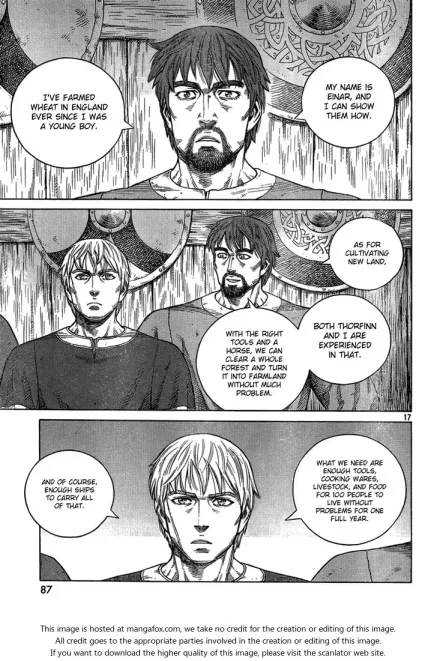 MY NAME IS
EINAR, AND
I CAN SHOW
THEM HOW.
I'VE FARMED
WHEAT IN ENGLAND
EVER SINCE I WAS
A YOUNG BOY.
AS FOR
CULTIVATING
NEW LAND,
BOTH THORFINN
AND I ARE
EXPERIENCED
IN THAT.
WITH THE RIGHT
TOOLS AND A
HORSE, WE CAN
CLEAR A WHOLE
FOREST AND TURN
IT INTO FARMLAND
WITHOUT MUCH
PROBLEM.
17
WHAT WE NEED ARE
ENOUGH TOOLS,
COOKING WARES,
LIVESTOCK, AND FOOD
FOR 100 PEOPLE TO
LIVE WITHOUT
PROBLEMS FOR ONE
FULL YEAR.
AND OF COURSE,
ENOUGH SHIPS
TO CARRY ALL
OF THAT.
87
This image is hosted at mangafox.com, we take no credit for the creation or editing of this image.
All credit goes to the appropriate parties involved in the creation or editing of this image.
If you want to download the higher quality of this image, please visit the scanlator web site.